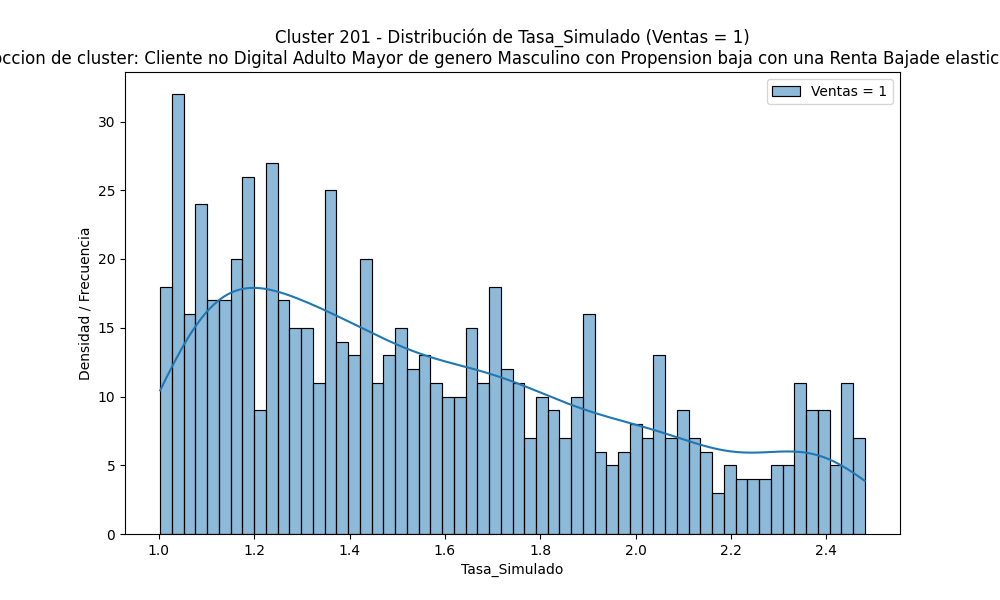 Cluster 201 - Distribución de Tasa_Simulado (Ventas = 1)
ccion de cluster: Cliente no Digital Adulto Mayor de genero Masculino con Propension baja con una Renta Bajade elastic
Ventas = 1
Densidad / Frecuencia
30
25
20
15
10
5
0
1.0 1.2 1.4 1.6 1.8 2.0 2.2 2.4
Tasa_Simulado